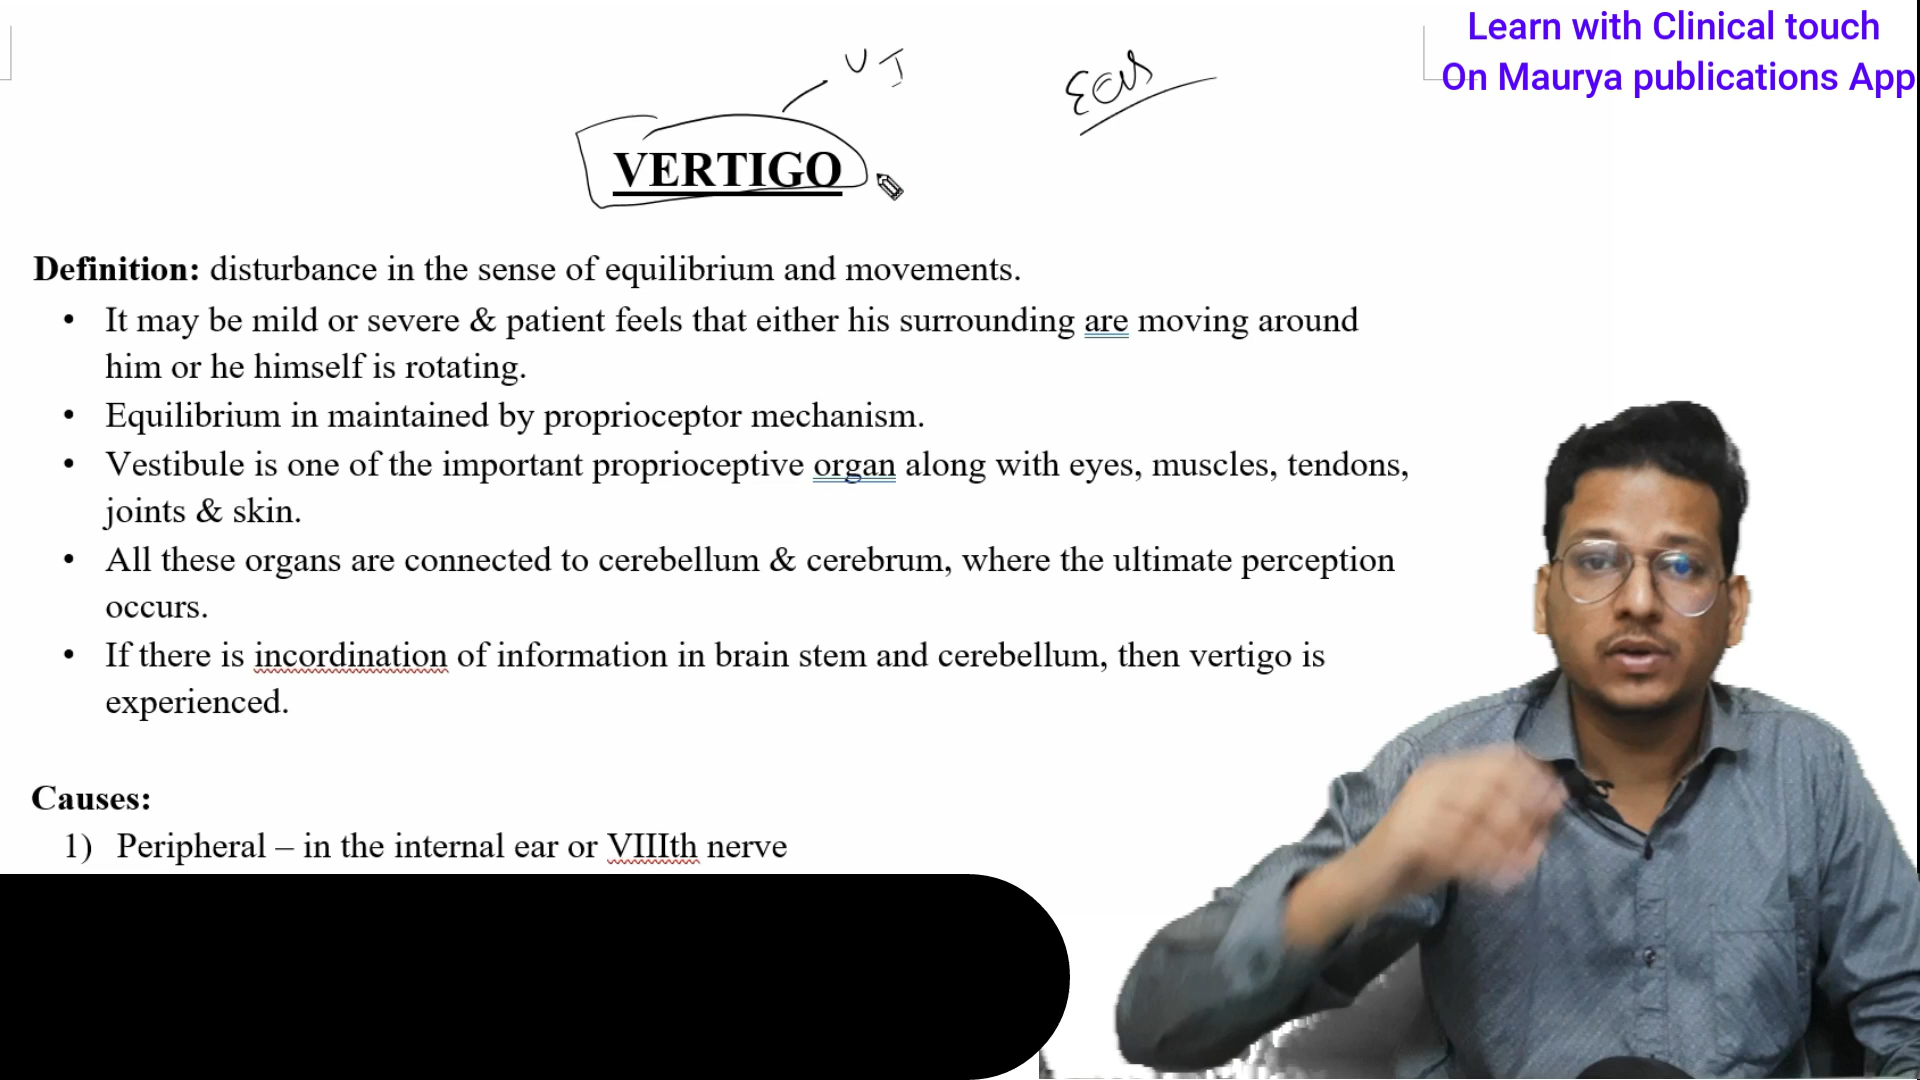 Learn with Clinical touch
On Maurya publications App
VERTIGO
Definition: disturbance in the sense of equilibrium and movements.
• It may be mild or severe & patient feels that either his surrounding are moving around
him or he himself is rotating.
• Equilibrium in maintained by proprioceptor mechanism.
• Vestibule is one of the important proprioceptive organ along with eyes, muscles, tendons,
joints & skin.
• All these organs are connected to cerebellum & cerebrum, where the ultimate perception
occurs.
• If there is incordination of information in brain stem and cerebellum, then vertigo is
experienced.
Causes:
1) Peripheral – in the internal ear or VIIIth nerve